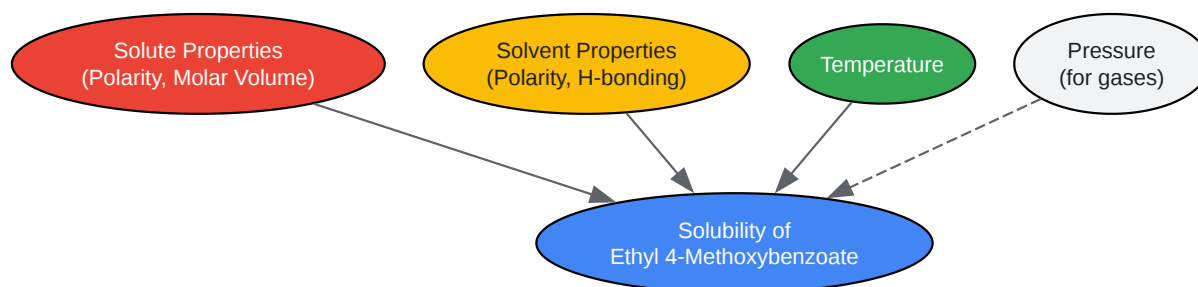 Solute Properties
(Polarity, Molar Volume)
Solvent Properties
(Polarity, H-bonding)
Temperature
Pressure
(for gases)
Solubility of
Ethyl 4-Methoxybenzoate